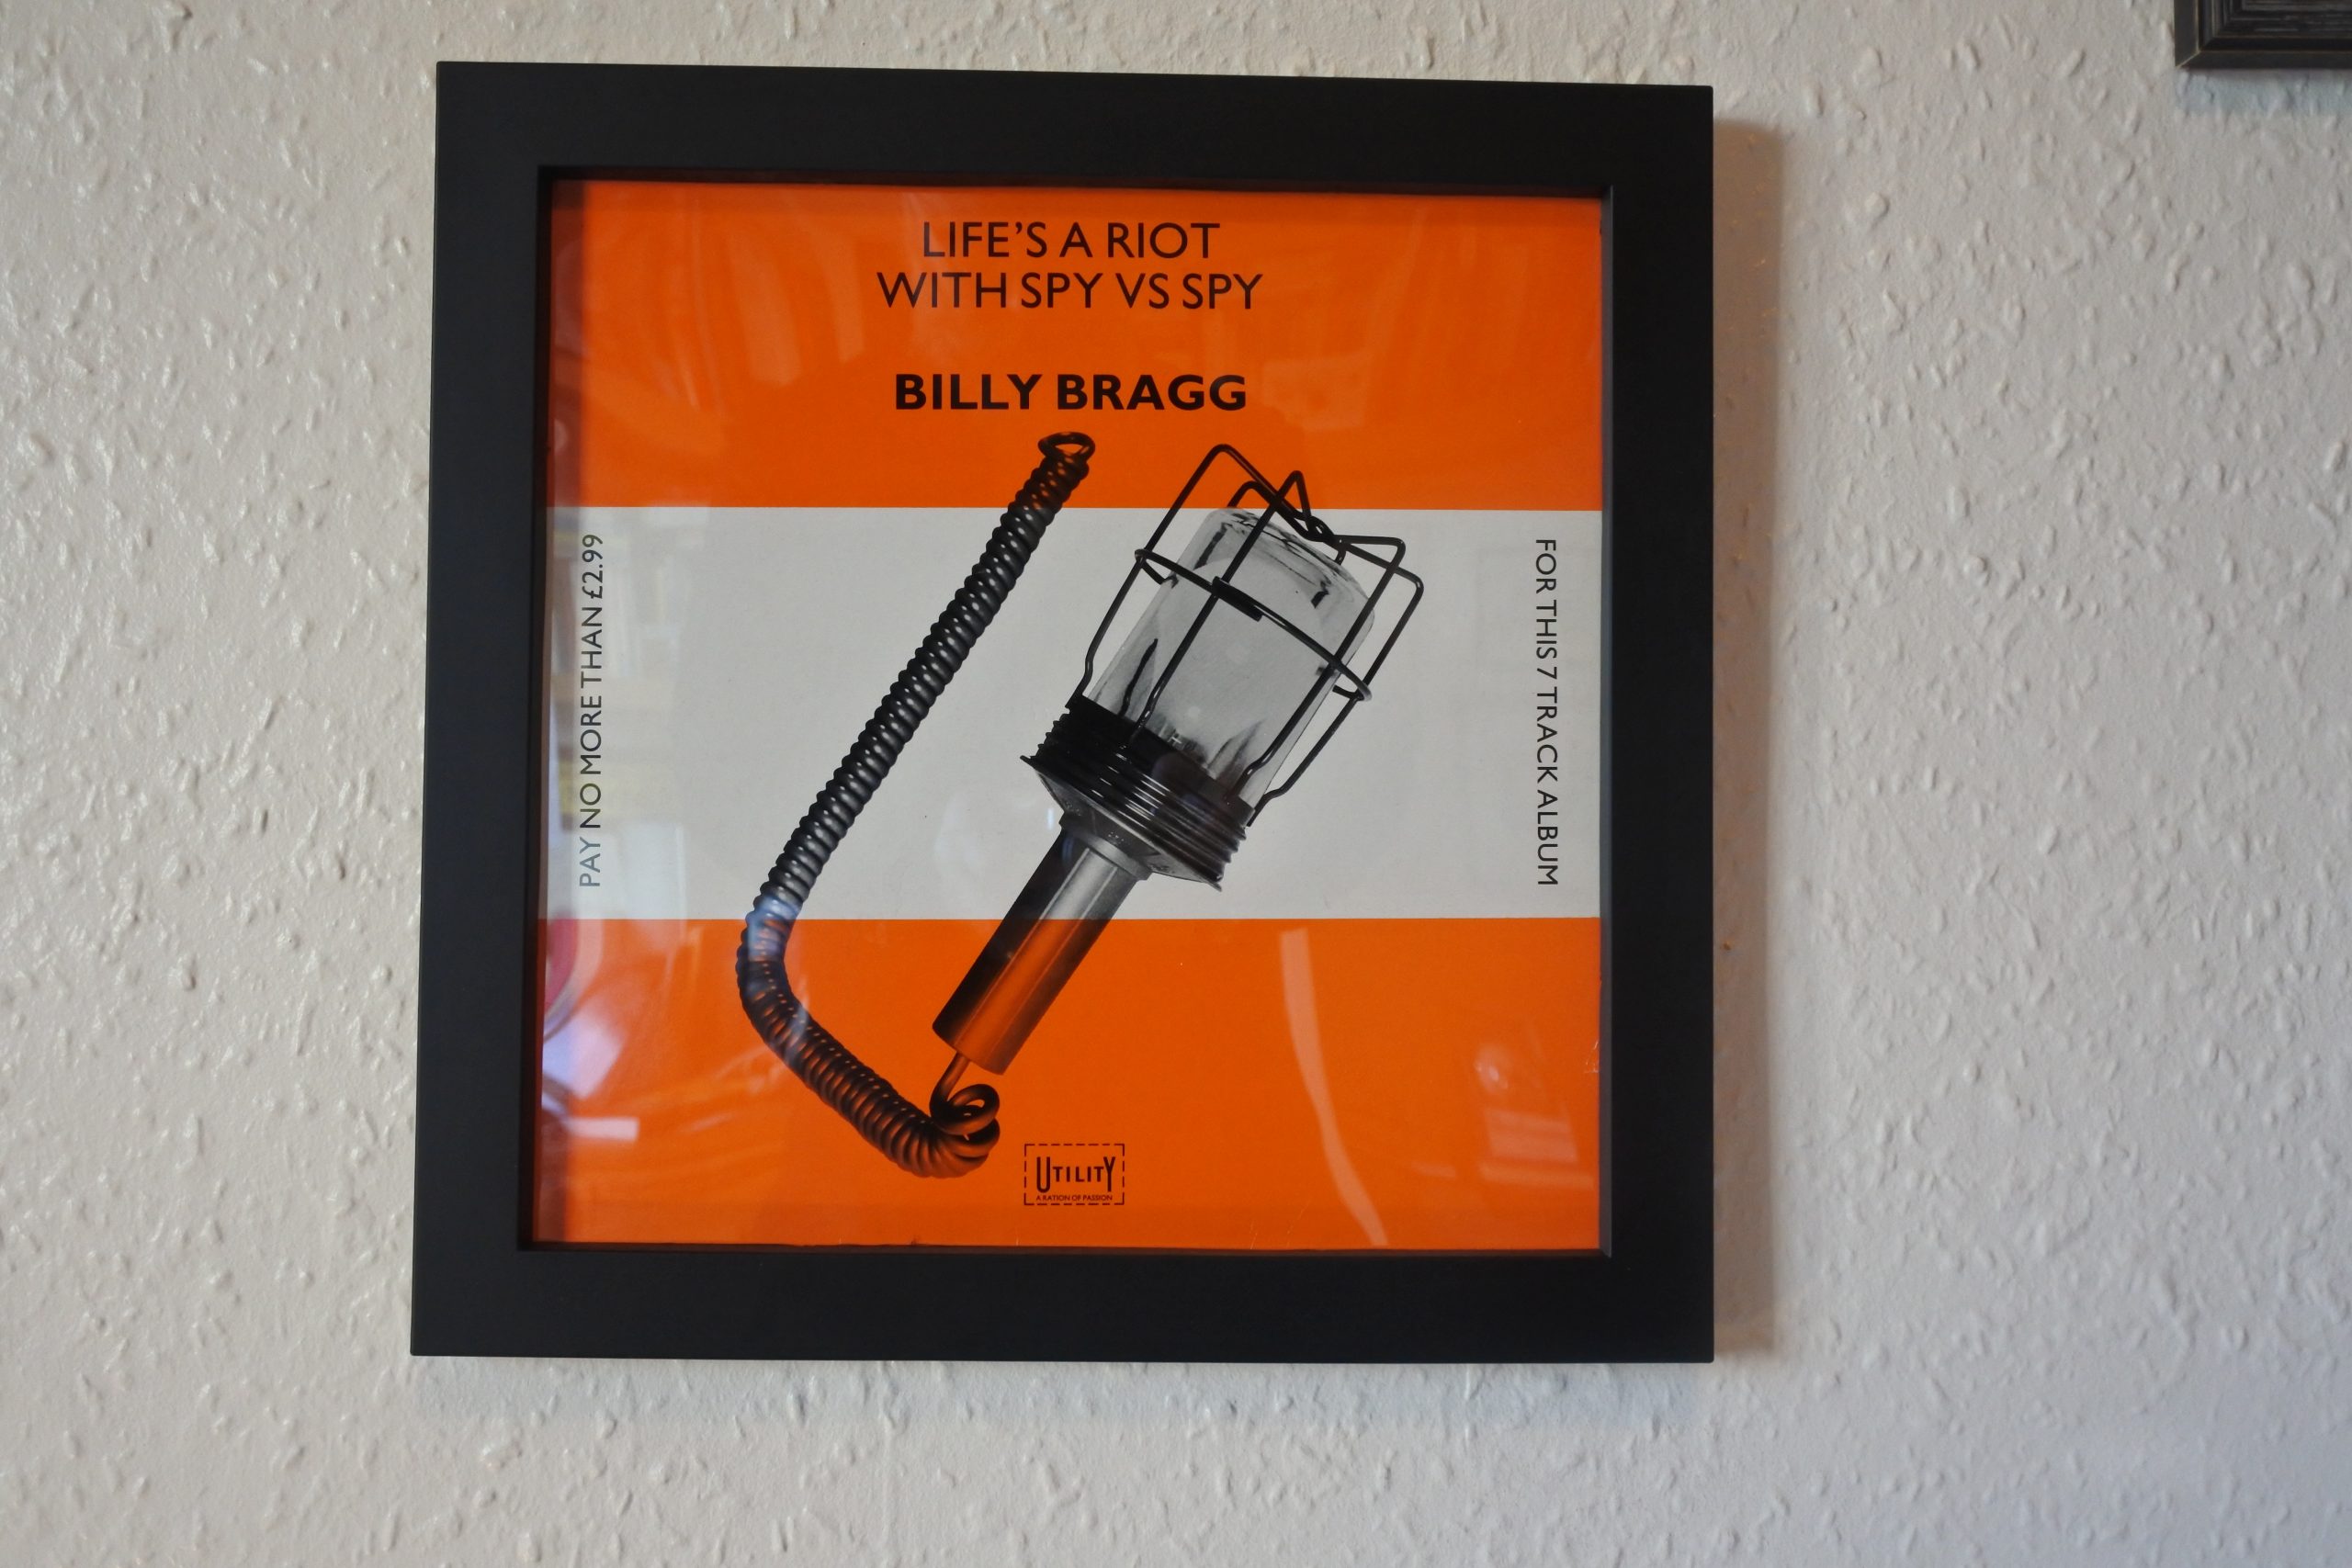 LIFE'S A RIOT
WITH SPY VS SPY
BILLY BRAGG
PAY NO MORE THAN £2.99
FOR THIS 7 TRACK ALBUM
UTILITY
A RATION OF PASSION